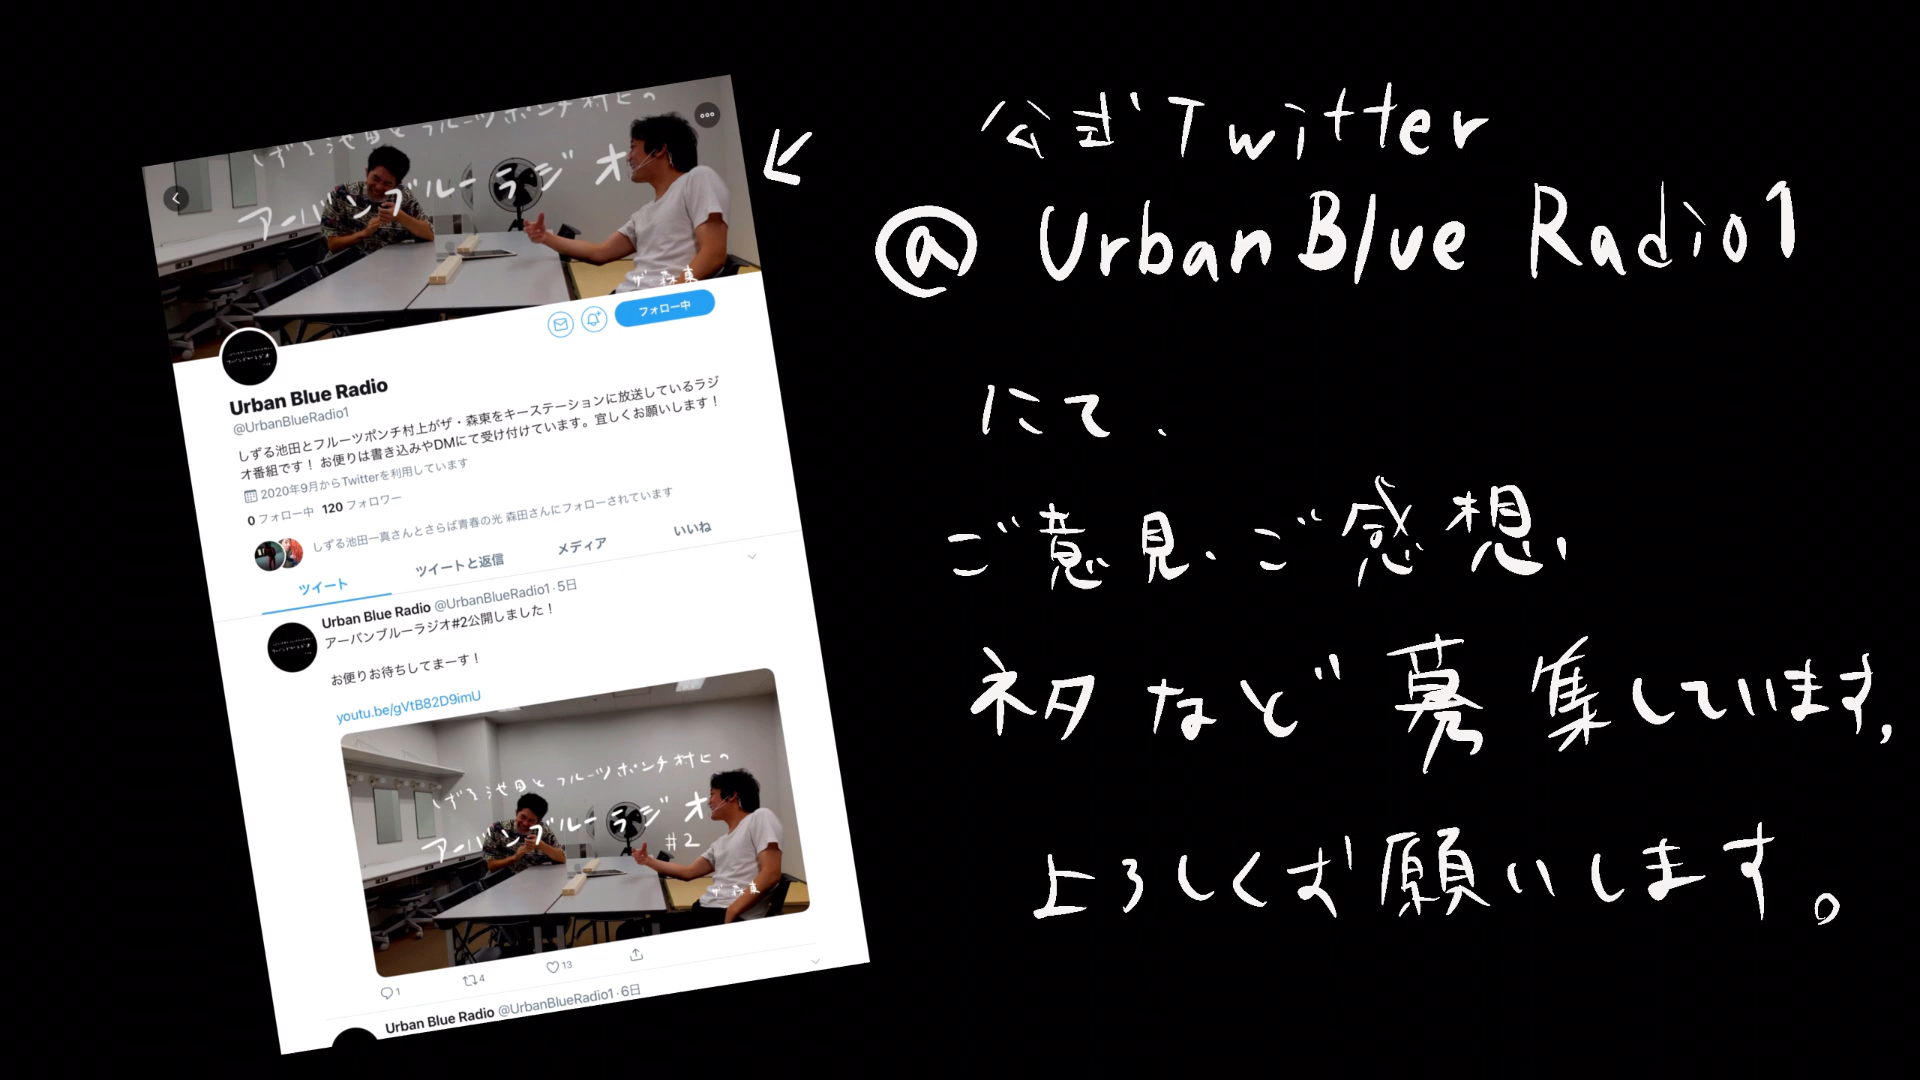 しずる池田とフルーツポンチ村上の
アーバンブルーラジオ
ザ・森東
フォロー中
Urban Blue Radio
@UrbanBlueRadio1
しずる池田とフルーツポンチ村上がザ・森東をキーステーションに放送しているラジ
オ番組です！ お便りは書き込みやDMにて受け付けています。宜しくお願いします！
2020年9月からTwitterを利用しています
0 フォロー中 120 フォロワー
しずる池田一真さんとさらば青春の光 森田さんにフォローされています
ツイート ツイートと返信 メディア いいね
Urban Blue Radio @UrbanBlueRadio1·5日
アーバンブルーラジオ#2公開しました！
お便りお待ちしてまーす！
youtu.be/gVtB82D9imU
しずる池田とフルーツポンチ村上の
アーバンブルーラジオ
#2
ザ・森東
1 4 13
Urban Blue Radio @UrbanBlueRadio1·6日
公式Twitter
@UrbanBlue Radio1
にて、
ご意見、ご感想、
ネタなど募集しています。
上ろしくお願いします。